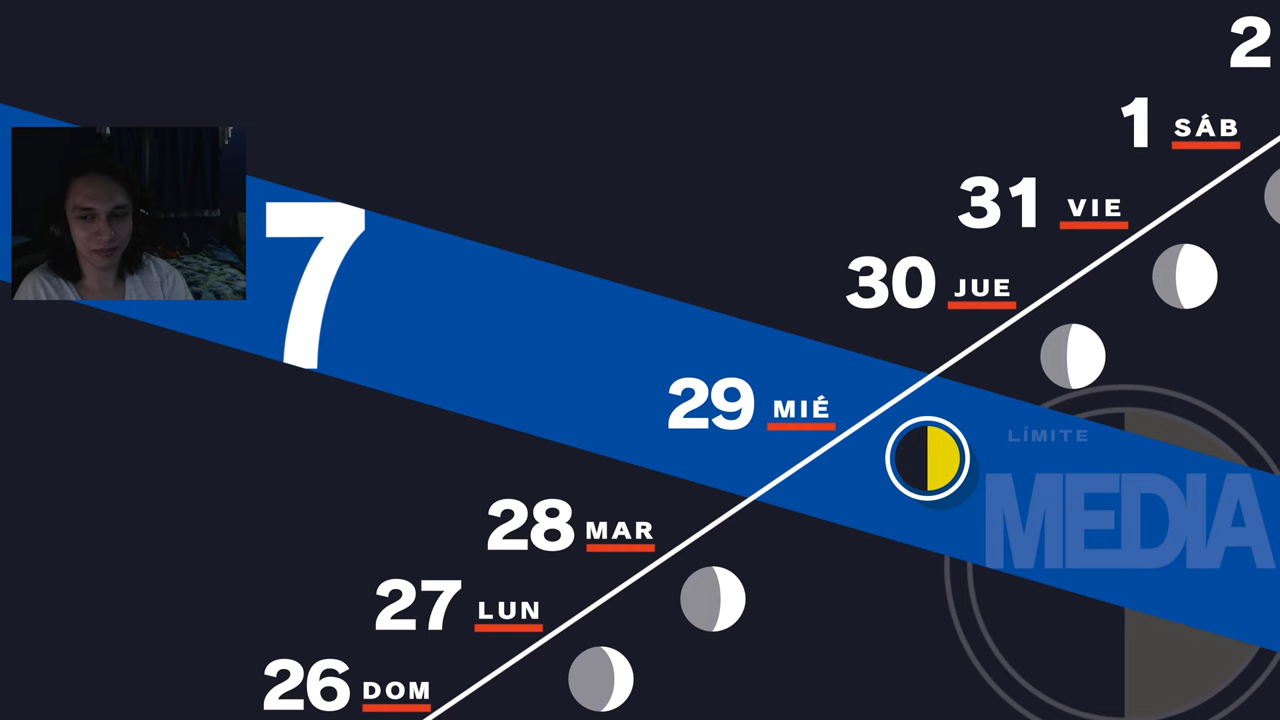 2
1 SÁB
31 VIE
7
30 JUE
29 MIÉ
LÍMITE
MEDIA
28 MAR
27 LUN
26 DOM